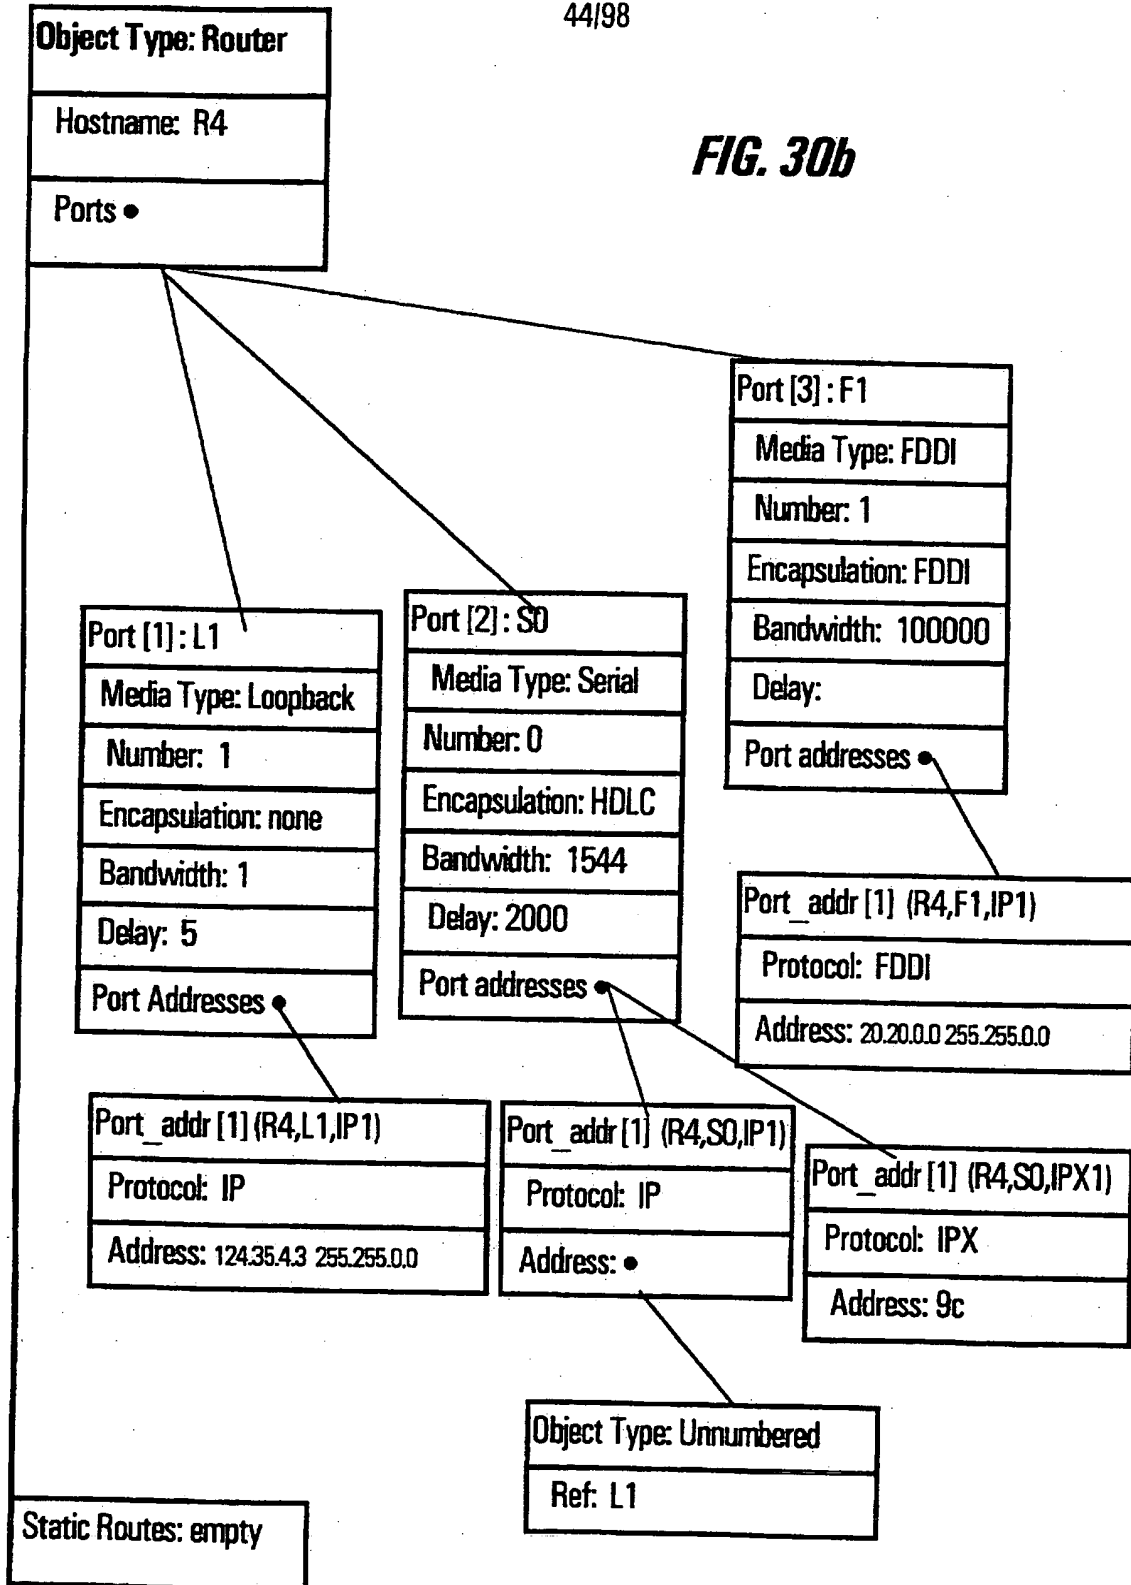 44/98
Object Type: Router
Hostname: R4
Ports
FIG. 30b
Port [3] : F1
Media Type: FDDI
Number: 1
Encapsulation: FDDI
Bandwidth: 100000
Delay:
Port addresses
Port [1] : L1
Media Type: Loopback
Number: 1
Encapsulation: none
Bandwidth: 1
Delay: 5
Port Addresses
Port [2] : S0
Media Type: Serial
Number: 0
Encapsulation: HDLC
Bandwidth: 1544
Delay: 2000
Port addresses
Port_addr [1] (R4,F1,IP1)
Protocol: FDDI
Address: 20.20.0.0 255.255.0.0
Port_addr [1] (R4,L1,IP1)
Protocol: IP
Address: 124.35.4.3 255.255.0.0
Port_addr [1] (R4,S0,IP1)
Protocol: IP
Address:
Port_addr [1] (R4,S0,IPX1)
Protocol: IPX
Address: 9c
Object Type: Unnumbered
Ref: L1
Static Routes: empty